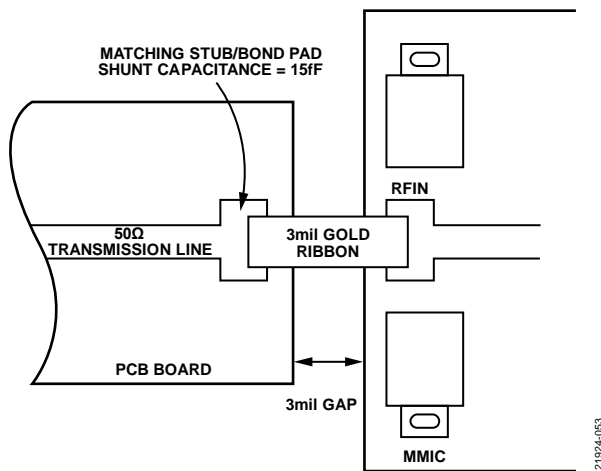 MATCHING STUB/BOND PAD
SHUNT CAPACITANCE = 15fF
RFIN
50Ω
TRANSMISSION LINE
3mil GOLD
RIBBON
PCB BOARD
3mil GAP
MMIC
21924-053